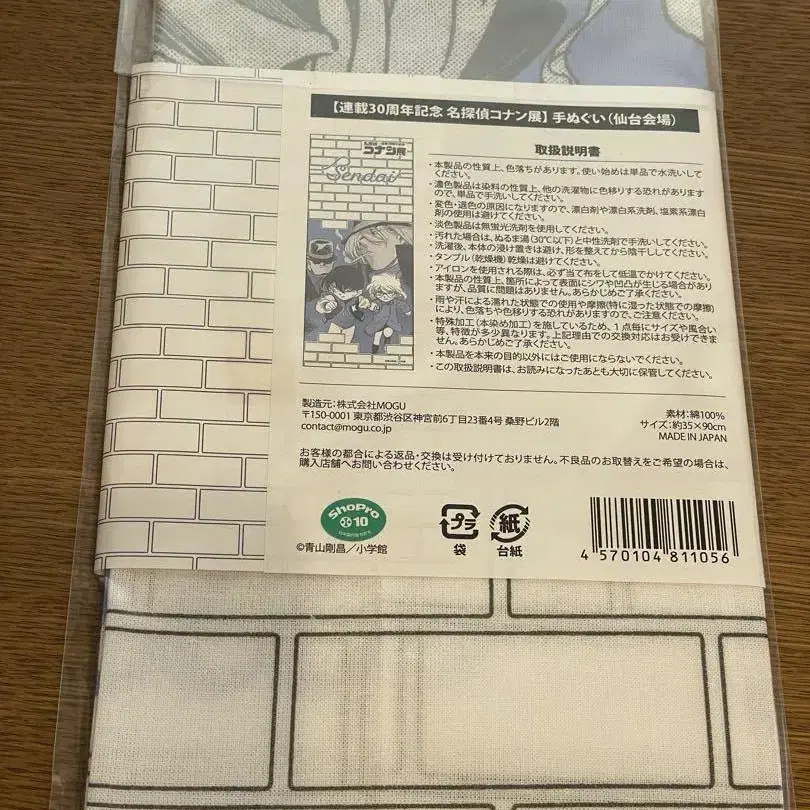 【連載30周年記念 名探偵コナン展】手ぬぐい(仙台会場)
コナン展
Sendai
取扱説明書
・本製品の性質上、色落ちがあります。使い始めは単品で水洗いして
ください。
・濃色製品は染料の性質上、他の洗濯物に色移りする恐れがあります
ので、単品で手洗いしてください。
・変色・退色の原因になりますので、漂白剤や漂白系洗剤、塩素系漂白
剤の使用は避けてください。
・淡色製品は無蛍光洗剤を使用してください。
・汚れた場合は、ぬるま湯(30℃以下)と中性洗剤で手洗いしてください。
・洗濯後、本体の浸け置きは避け、形を整えてから陰干ししてください。
・タンブル(乾燥機)乾燥は避けてください。
・アイロンを使用される際は、必ず当て布をして低温でかけてください。
・本製品の性質上、箇所によって表面にシワや凹凸が生じる場合があり
ますが、品質に問題はありません。あらかじめご了承ください。
・雨や汗による濡れた状態での使用や摩擦(特に湿った状態での摩擦)
により、色落ちや色移りする恐れがありますので、ご注意ください。
・特殊加工(本染め加工)を施しているため、1点毎にサイズや風合い
等、特徴が多少異なります。上記理由での交換対応はお受けできま
せん。あらかじめご了承ください。
・本製品を本来の目的以外にはご使用にならないでください。
・この取扱説明書は、お読みになったあとも大切に保管してください。
製造元:株式会社MOGU
〒150-0001 東京都渋谷区神宮前6丁目23番4号 桑野ビル2階
contact@mogu.co.jp
素材:綿100%
サイズ:約35×90cm
MADE IN JAPAN
お客様の都合による返品・交換は受け付けておりません。不良品のお取替えをご希望の場合は、
購入店舗へお問い合わせください。
ShoPro
10
©青山剛昌/小学館
プラ
袋
紙
台紙
4 570104 811056